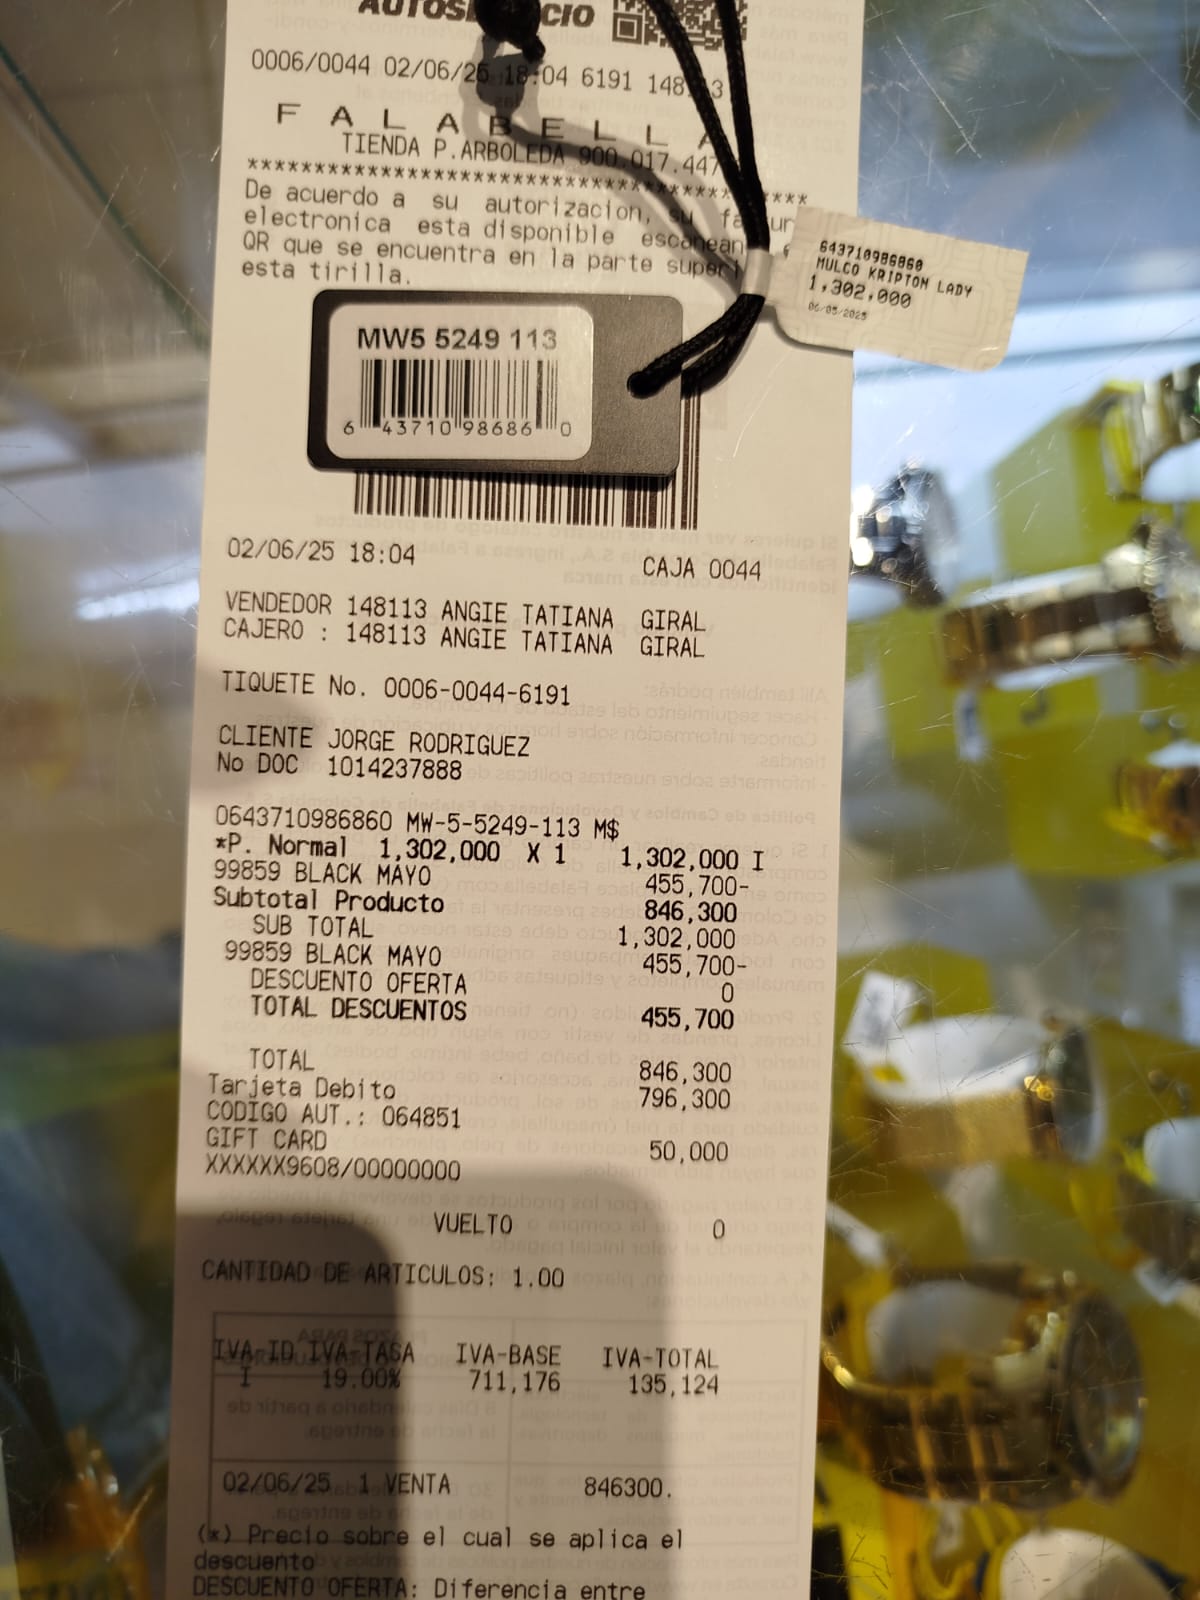 0006/0044 02/06/25 18:04 6191 148
FALABELLA
TIENDA P.ARBOLEDA 900.017.447
*****************************************
De acuerdo a su autorizacion, su
electronica esta disponible
QR que se encuentra en la parte
esta tirilla.
643710986860
MULCO KRIPTON LADY
1,302,000
06/05/2025
MW5 5249 113
6 43710 98686 0
02/06/25 18:04 CAJA 0044
VENDEDOR 148113 ANGIE TATIANA GIRAL
CAJERO : 148113 ANGIE TATIANA GIRAL
TIQUETE No. 0006-0044-6191
CLIENTE JORGE RODRIGUEZ
No DOC 1014237888
0643710986860 MW-5-5249-113 M$
*P. Normal 1,302,000 X 1 1,302,000 I
99859 BLACK MAYO 455,700-
Subtotal Producto 846,300
SUB TOTAL 1,302,000
99859 BLACK MAYO 455,700-
DESCUENTO OFERTA 0
TOTAL DESCUENTOS 455,700
TOTAL 846,300
Tarjeta Debito 796,300
CODIGO AUT.: 064851
GIFT CARD 50,000
XXXXXX9608/00000000
VUELTO 0
CANTIDAD DE ARTICULOS: 1.00
IVA-ID IVA-TASA IVA-BASE IVA-TOTAL
I 19.00% 711,176 135,124
02/06/25 1 VENTA 846300.
(*) Precio sobre el cual se aplica el
descuento
DESCUENTO OFERTA: Diferencia entre